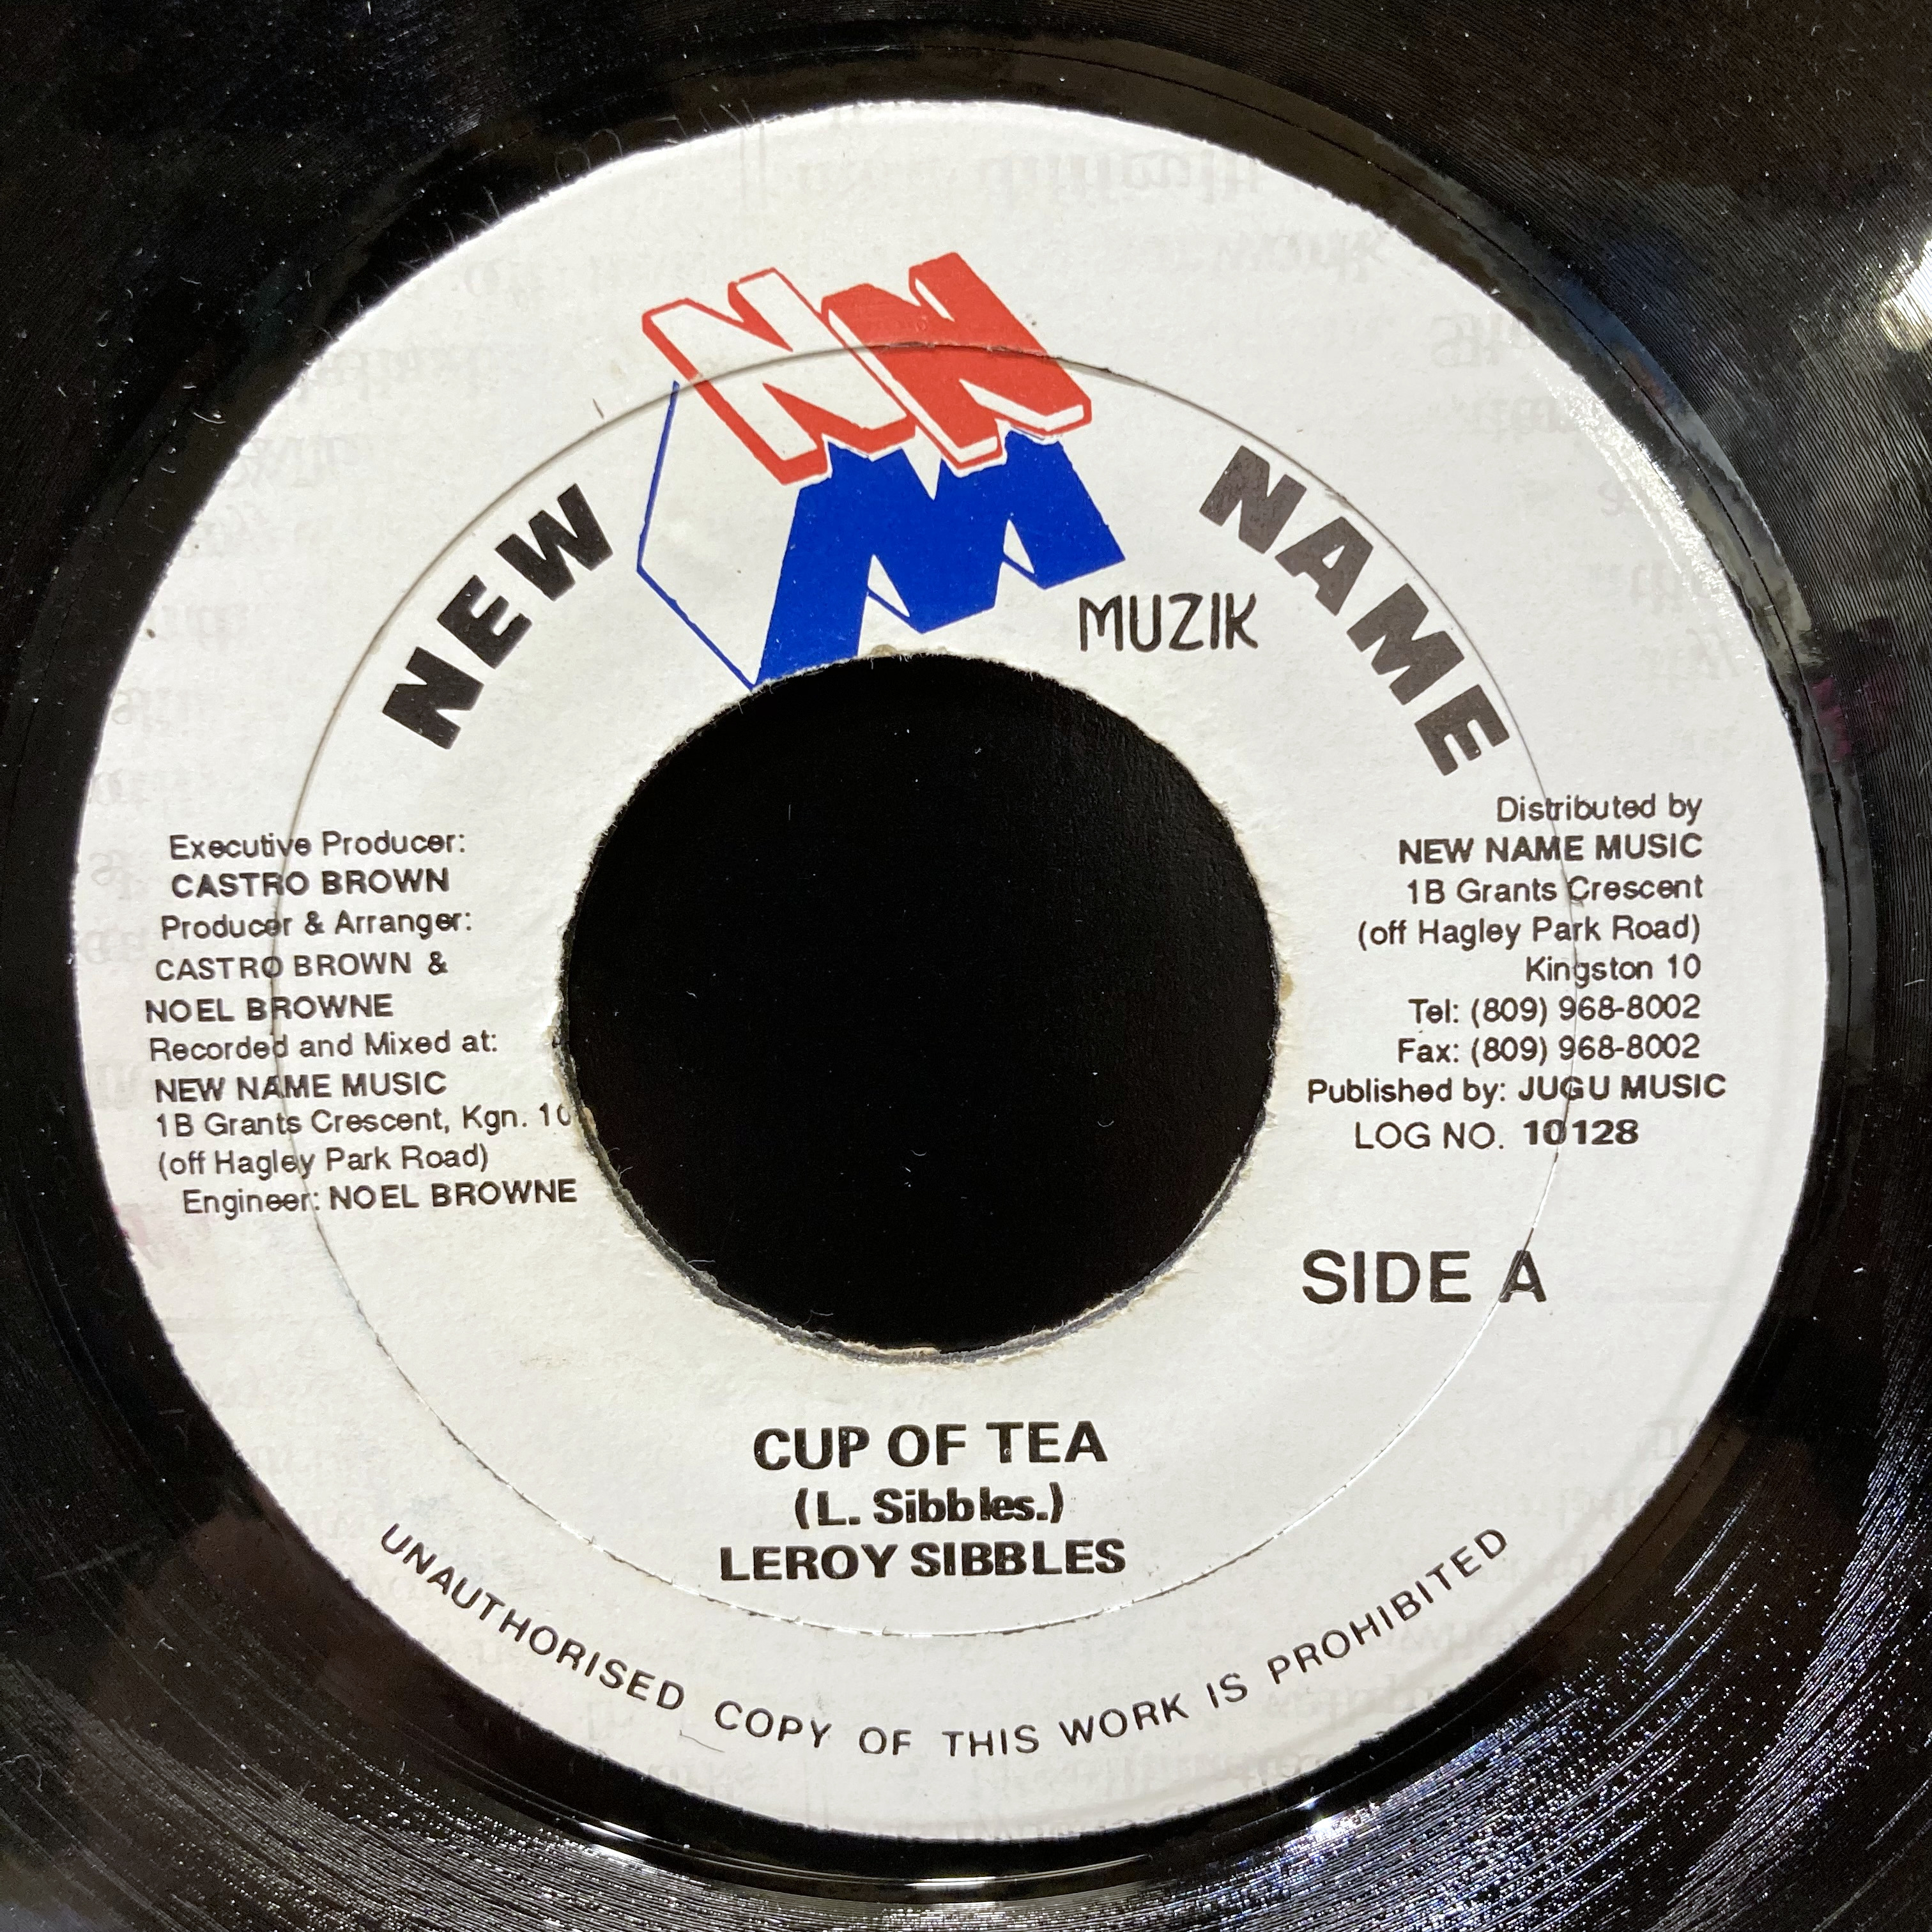 NNM
NEW NAME
MUZIK
Executive Producer:
CASTRO BROWN
Producer & Arranger:
CASTRO BROWN &
NOEL BROWNE
Recorded and Mixed at:
NEW NAME MUSIC
1B Grants Crescent, Kgn. 10
(off Hagley Park Road)
Engineer: NOEL BROWNE
Distributed by
NEW NAME MUSIC
1B Grants Crescent
(off Hagley Park Road)
Kingston 10
Tel: (809) 968-8002
Fax: (809) 968-8002
Published by: JUGU MUSIC
LOG NO. 10128
SIDE A
CUP OF TEA
(L. Sibbles.)
LEROY SIBBLES
UNAUTHORISED COPY OF THIS WORK IS PROHIBITED